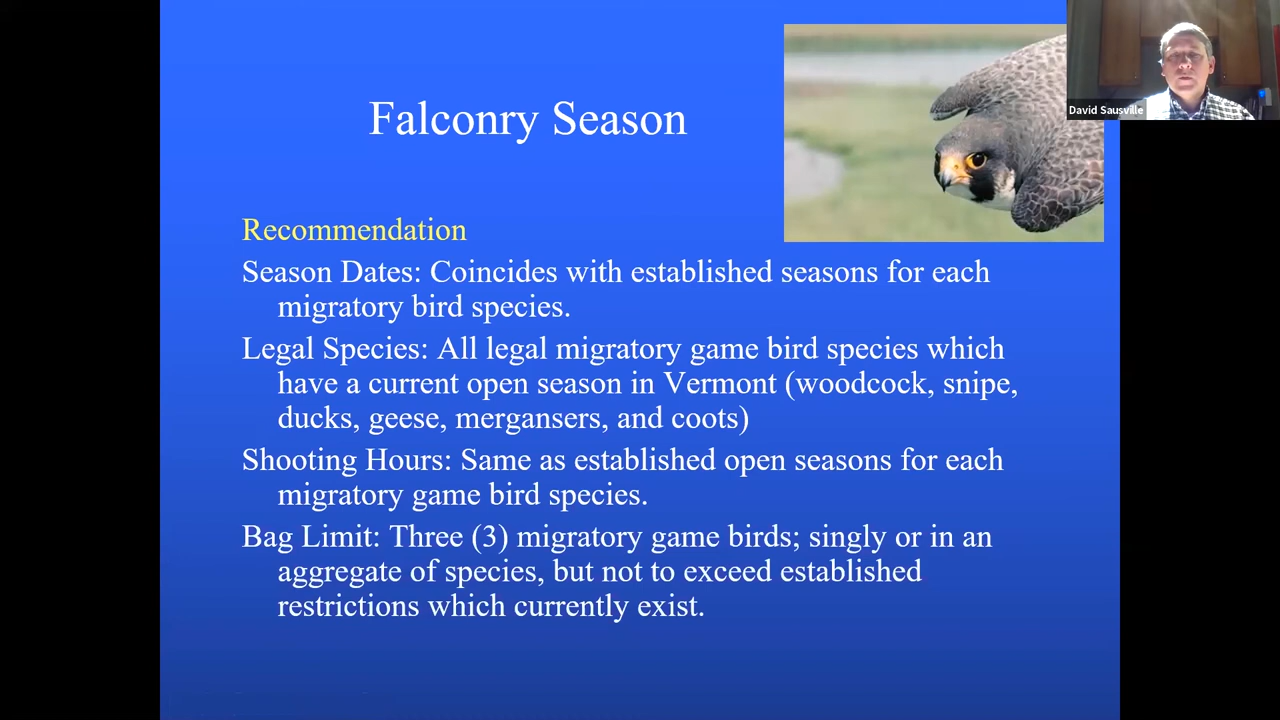 David Sausville
Falconry Season
Recommendation
Season Dates: Coincides with established seasons for each
migratory bird species.
Legal Species: All legal migratory game bird species which
have a current open season in Vermont (woodcock, snipe,
ducks, geese, mergansers, and coots)
Shooting Hours: Same as established open seasons for each
migratory game bird species.
Bag Limit: Three (3) migratory game birds; singly or in an
aggregate of species, but not to exceed established
restrictions which currently exist.